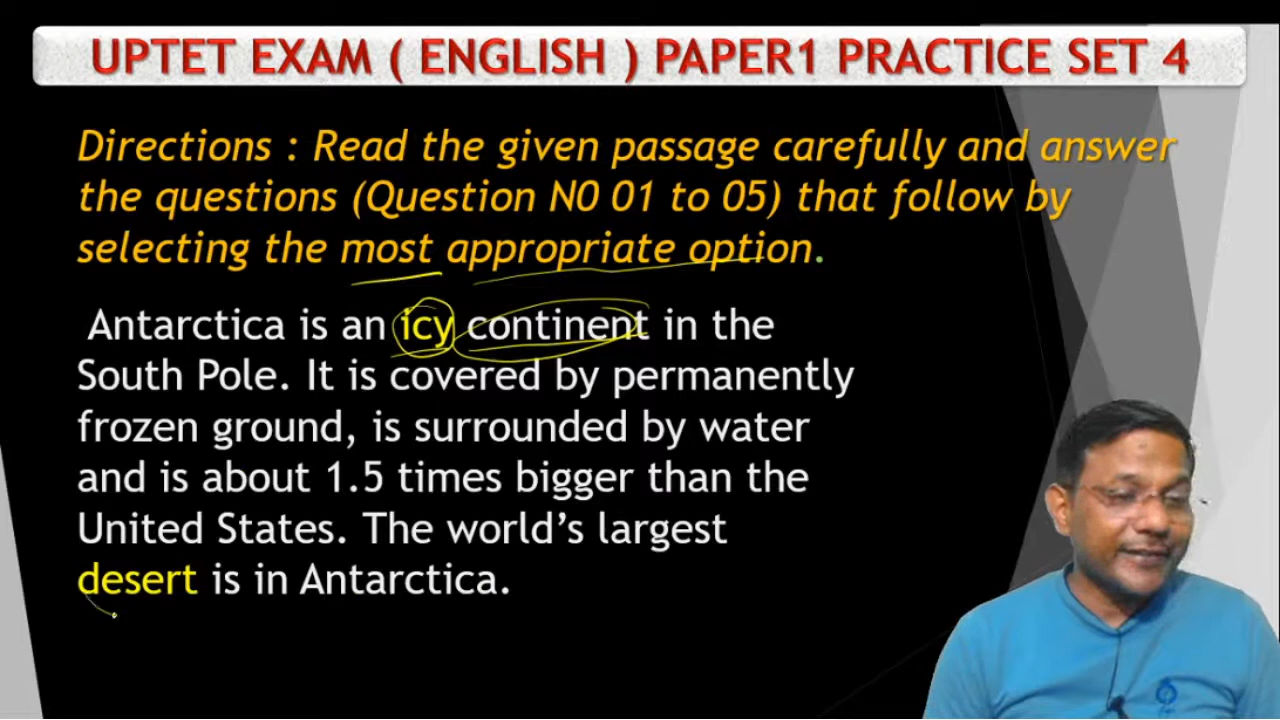 UPTET EXAM ( ENGLISH ) PAPER1 PRACTICE SET 4
Directions : Read the given passage carefully and answer
the questions (Question N0 01 to 05) that follow by
selecting the most appropriate option.
Antarctica is an icy continent in the
South Pole. It is covered by permanently
frozen ground, is surrounded by water
and is about 1.5 times bigger than the
United States. The world’s largest
desert is in Antarctica.